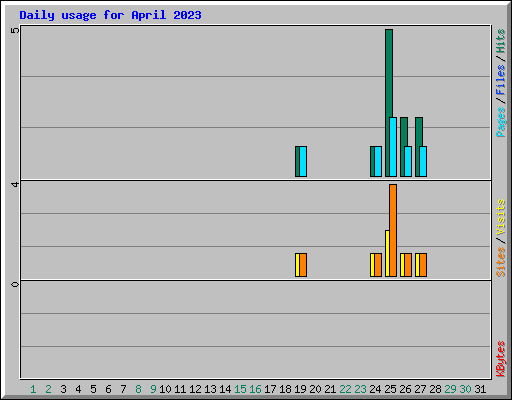 Daily usage for April 2023
5
4
0
Pages / Files / Hits
Sites / Visits
KBytes
1 2 3 4 5 6 7 8 9 10 11 12 13 14 15 16 17 18 19 20 21 22 23 24 25 26 27 28 29 30 31